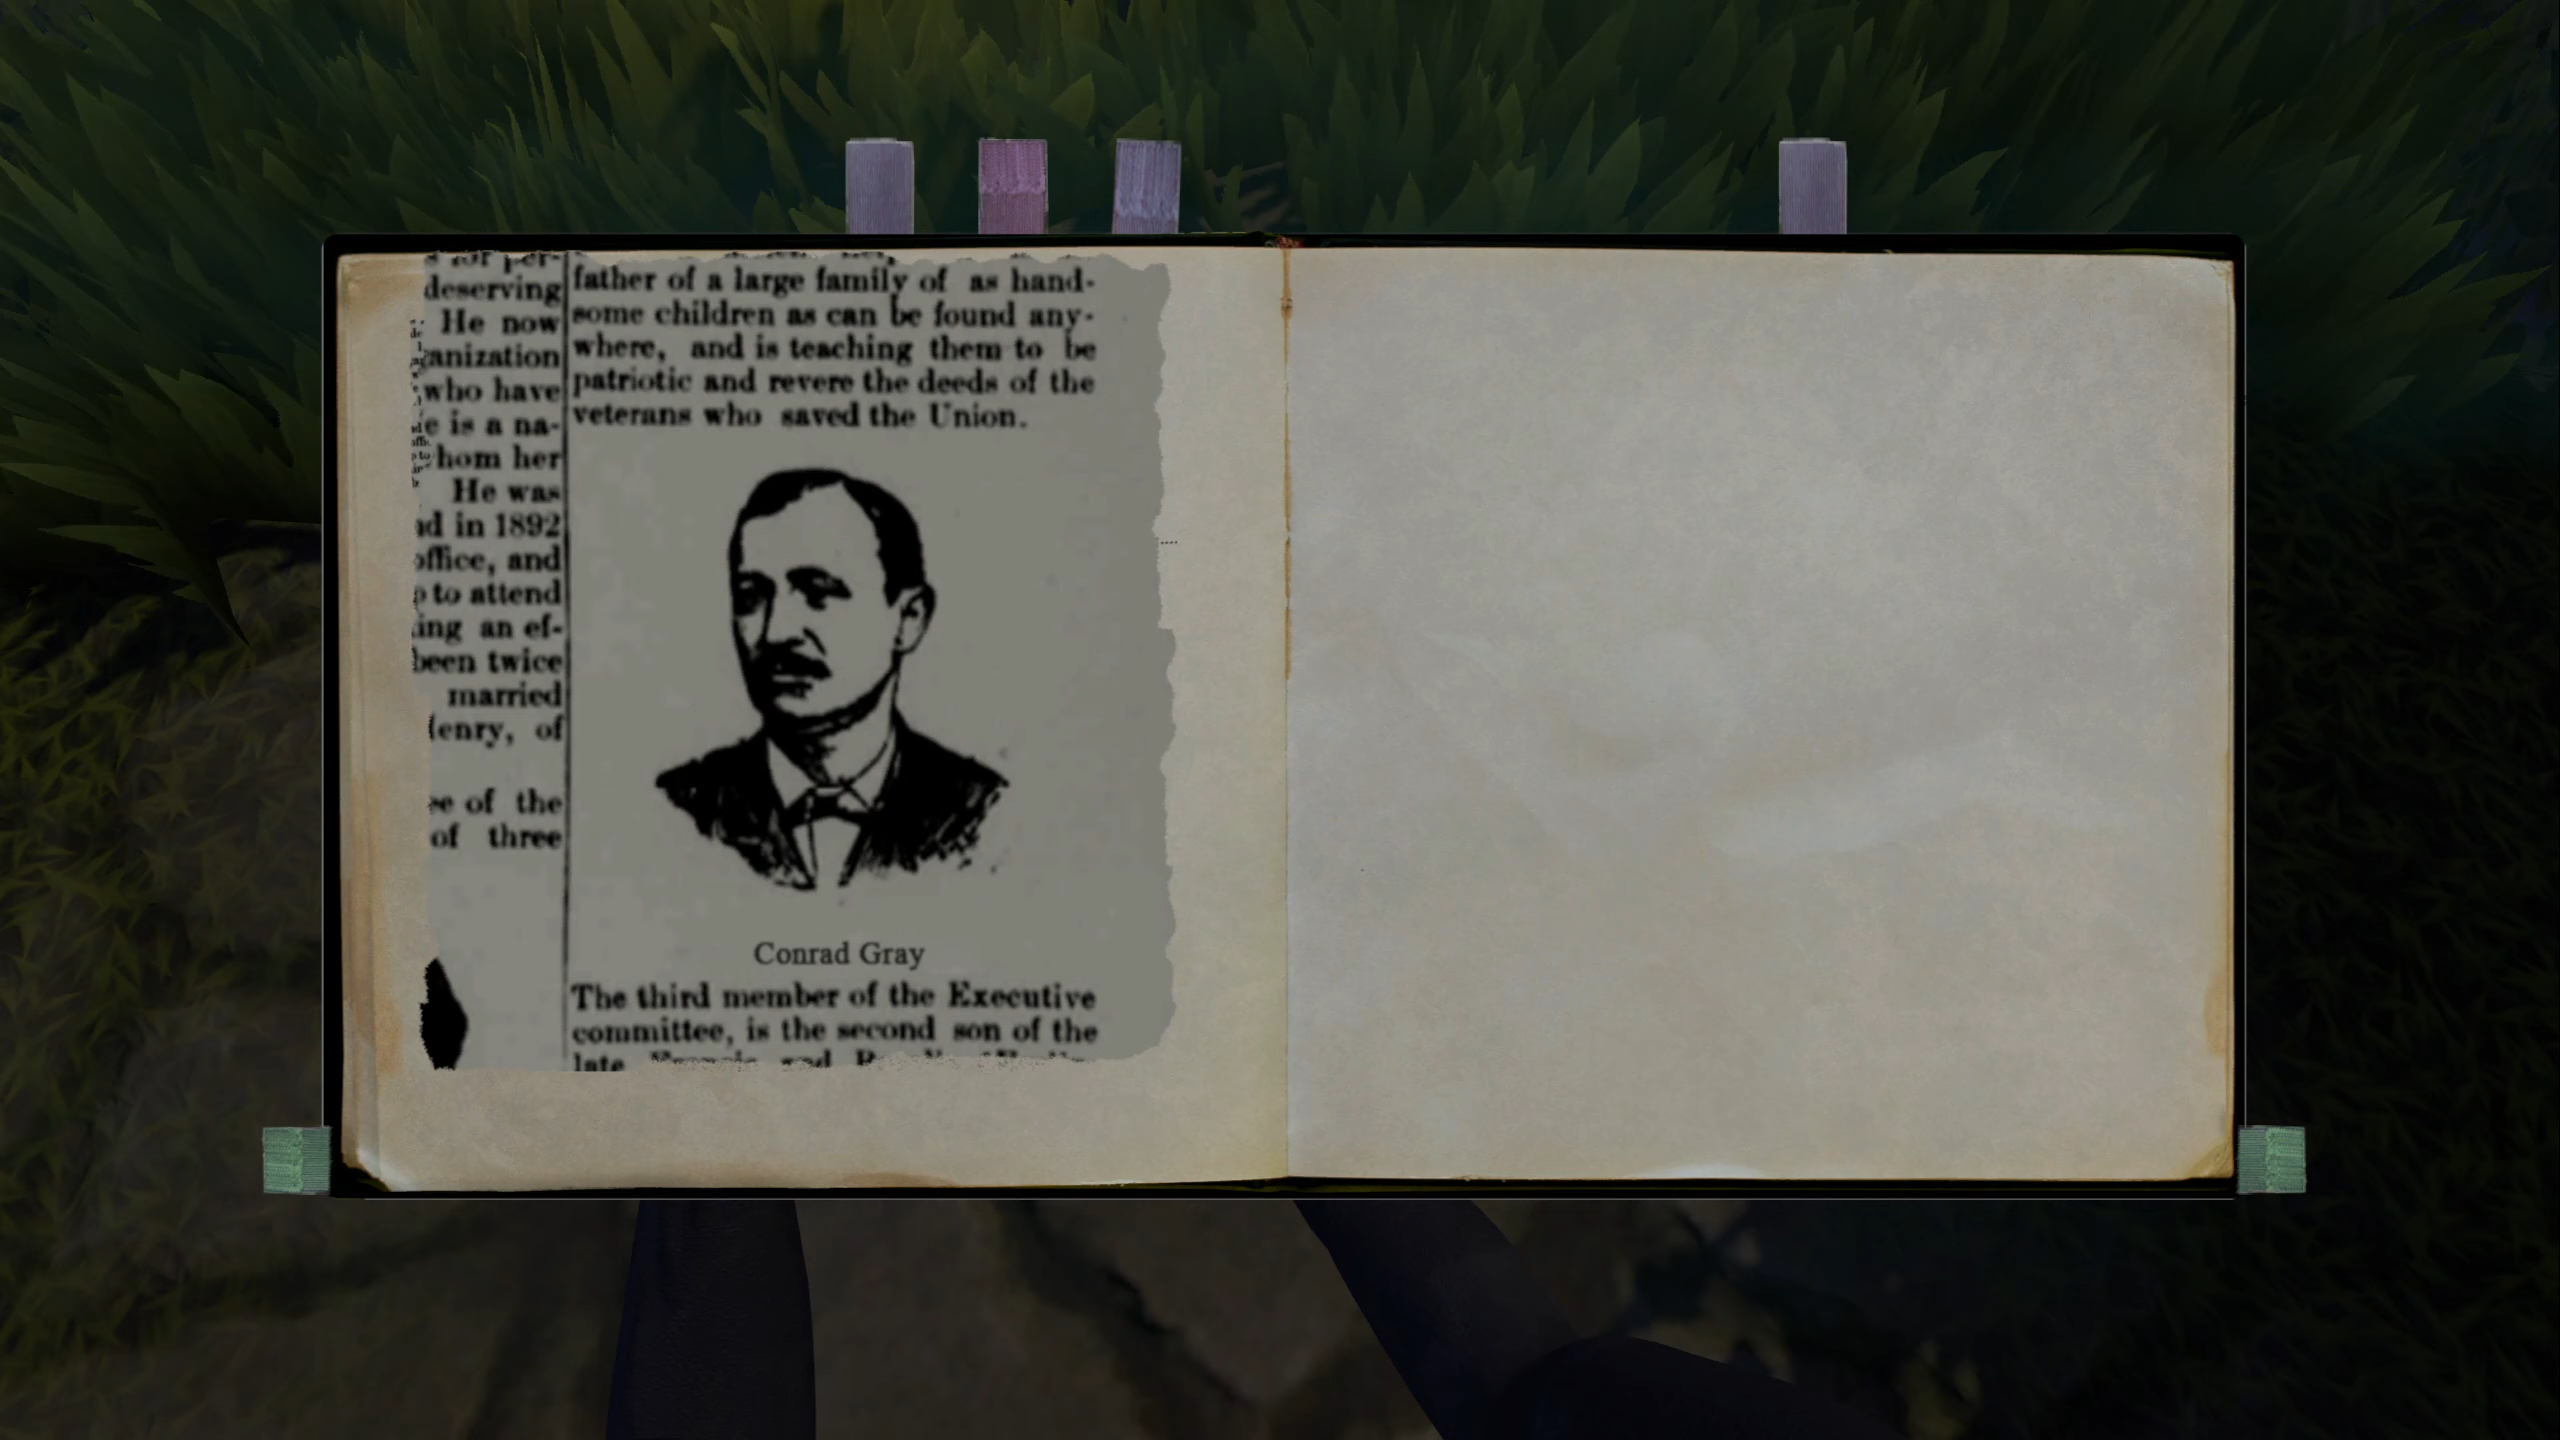 deserving
He now
anization
who have
e is a na-
hom her
He was
d in 1892
office, and
to attend
ing an ef-
been twice
married
enry, of
of the
of three
father of a large family of as hand-
some children as can be found any-
where, and is teaching them to be
patriotic and revere the deeds of the
veterans who saved the Union.
Conrad Gray
The third member of the Executive
committee, is the second son of the
late